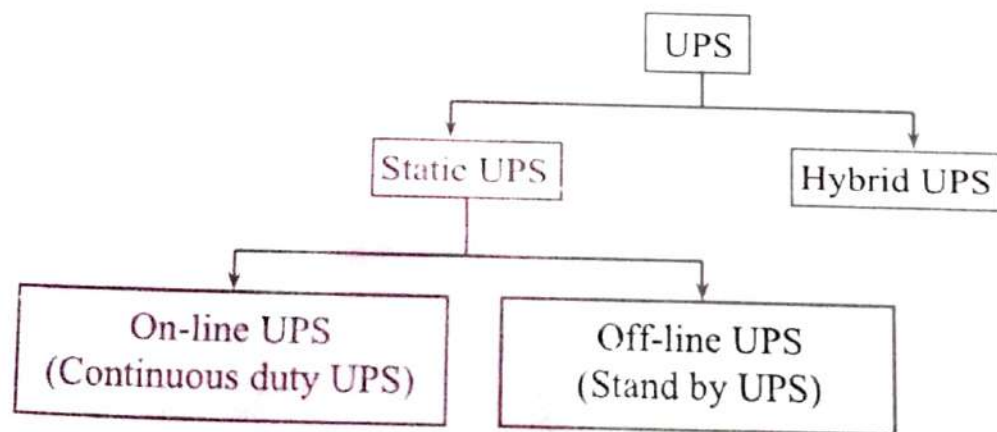 UPS
Static UPS
Hybrid UPS
On-line UPS
(Continuous duty UPS)
Off-line UPS
(Stand by UPS)